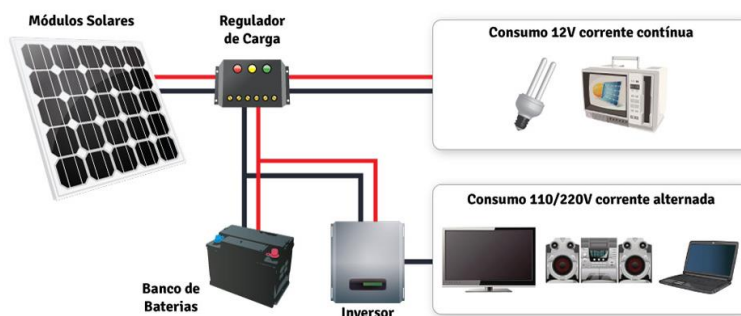 Módulos Solares
Regulador
de Carga
Consumo 12V corrente contínua
Consumo 110/220V corrente alternada
Banco de
Baterias
Inversor